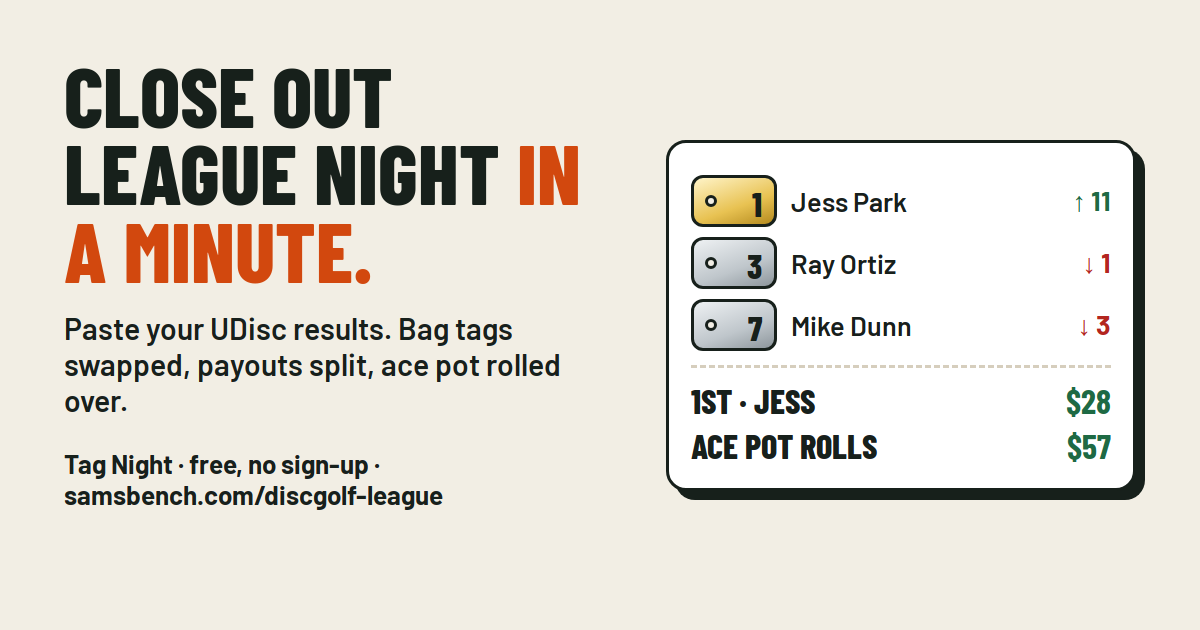 CLOSE OUT
LEAGUE NIGHT IN
A MINUTE.
Paste your UDisc results. Bag tags
swapped, payouts split, ace pot rolled
over.
Tag Night · free, no sign-up ·
samsbench.com/discgolf-league
1 Jess Park ↑ 11
3 Ray Ortiz ↓ 1
7 Mike Dunn ↓ 3
1ST · JESS $28
ACE POT ROLLS $57